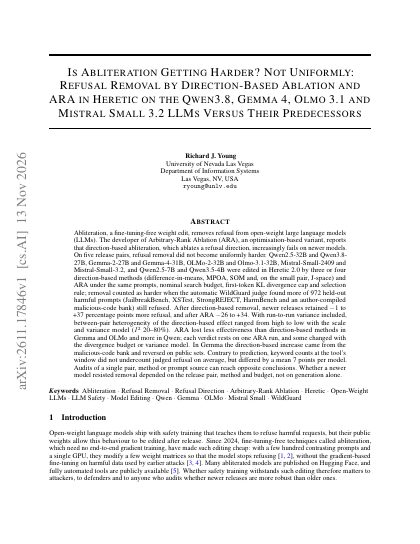 IS ABLITERATION GETTING HARDER? NOT UNIFORMLY:
REFUSAL REMOVAL BY DIRECTION-BASED ABLATION AND
ARA IN HERETIC ON THE QWEN3.8, GEMMA 4, OLMO 3.1 AND
MISTRAL SMALL 3.2 LLMS VERSUS THEIR PREDECESSORS
Richard J. Young
University of Nevada Las Vegas
Department of Information Systems
Las Vegas, NV, USA
ryoung@unlv.edu
arXiv:2611.17846v1 [cs.AI] 13 Nov 2026
ABSTRACT
Abliteration, a fine-tuning-free weight edit, removes refusal from open-weight large language models
(LLMs). The developer of Arbitrary-Rank Ablation (ARA), an optimisation-based variant, reports
that direction-based abliteration, which ablates a refusal direction, increasingly fails on newer models.
On five release pairs, refusal removal did not become uniformly harder. Qwen2.5-32B and Qwen3.8-
27B, Gemma-2-27B and Gemma-4-31B, OLMo-2-32B and Olmo-3.1-32B, Mistral-Small-2409 and
Mistral-Small-3.2, and Qwen2.5-7B and Qwen3.5-4B were edited in Heretic 2.0 by three or four
direction-based methods (difference-in-means, MPOA, SOM and, on the small pair, J-space) and
ARA under the same prompts, nominal search budget, first-token KL divergence cap and selection
rule; removal counted as harder when the automatic WildGuard judge found more of 972 held-out
harmful prompts (JailbreakBench, XSTest, StrongREJECT, HarmBench and an author-compiled
malicious-code bank) still refused. After direction-based removal, newer releases retained −1 to
+37 percentage points more refusal, and after ARA −26 to +34. With run-to-run variance included,
between-pair heterogeneity of the direction-based effect ranged from high to low with the scale
and variance model (I² 20–80%). ARA lost less effectiveness than direction-based methods in
Gemma and OLMo and more in Qwen; each verdict rests on one ARA run, and some changed
with the divergence budget or variance model. In Gemma the direction-based increase came from the
malicious-code bank and reversed on public sets. Contrary to prediction, keyword counts at the tool's
window did not undercount judged refusal on average, but differed by a mean 7 points per model.
Audits of a single pair, method or prompt source can reach opposite conclusions. Whether a newer
model resisted removal depended on the release pair, method and budget, not on generation alone.
Keywords Abliteration · Refusal Removal · Refusal Direction · Arbitrary-Rank Ablation · Heretic · Open-Weight
LLMs · LLM Safety · Model Editing · Qwen · Gemma · OLMo · Mistral Small · WildGuard
1 Introduction
Open-weight language models ship with safety training that teaches them to refuse harmful requests, but their public
weights allow this behaviour to be edited after release. Since 2024, fine-tuning-free techniques called abliteration,
which need no end-to-end gradient training, have made such editing cheap: with a few hundred contrasting prompts and
a single GPU, they modify a few weight matrices so that the model stops refusing [1, 2], without the gradient-based
fine-tuning on harmful data used by earlier attacks [3, 4]. Many abliterated models are published on Hugging Face, and
fully automated tools are publicly available [5]. Whether safety training withstands such editing therefore matters to
attackers, to defenders and to anyone who audits whether newer releases are more robust than older ones.